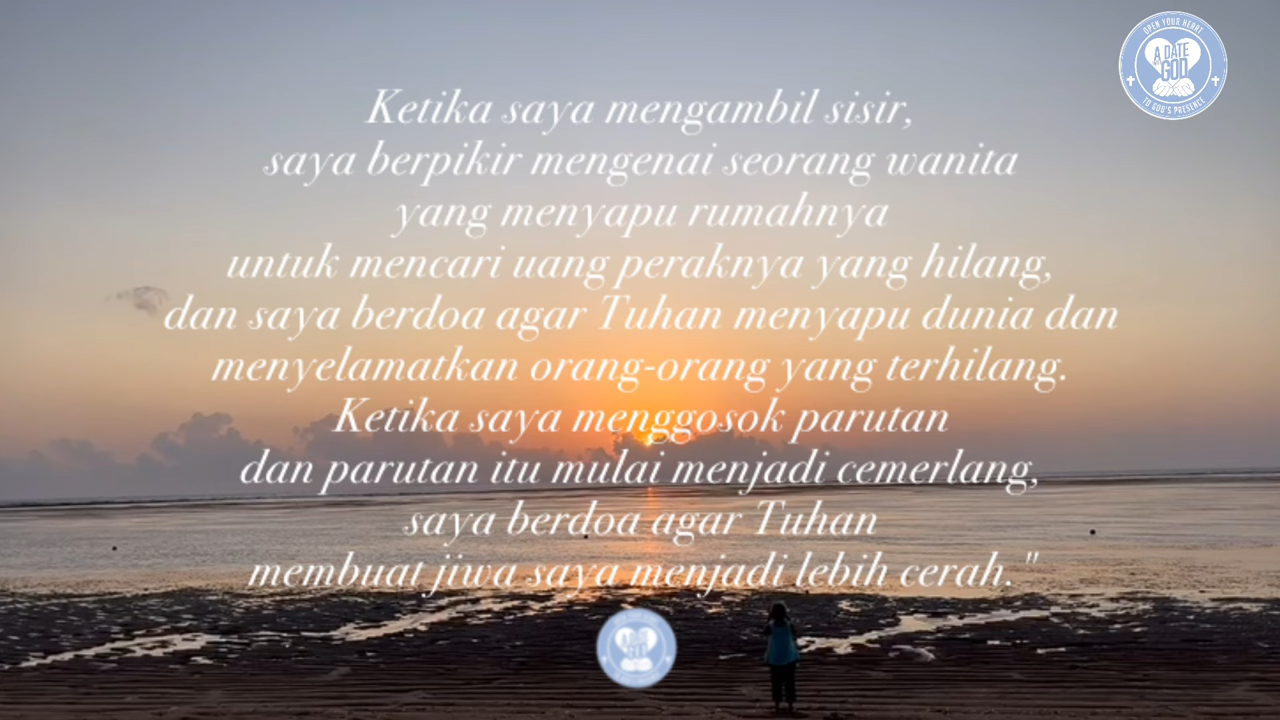 OPEN YOUR HEART
A DATE
GOD
TO GOD'S PRESENCE
Ketika saya mengambil sisir,
saya berpikir mengenai seorang wanita
yang menyapu rumahnya
untuk mencari uang peraknya yang hilang,
dan saya berdoa agar Tuhan menyapu dunia dan
menyelamatkan orang-orang yang terhilang.
Ketika saya menggosok parutan
dan parutan itu mulai menjadi cemerlang,
saya berdoa agar Tuhan
membuat jiwa saya menjadi lebih cerah."